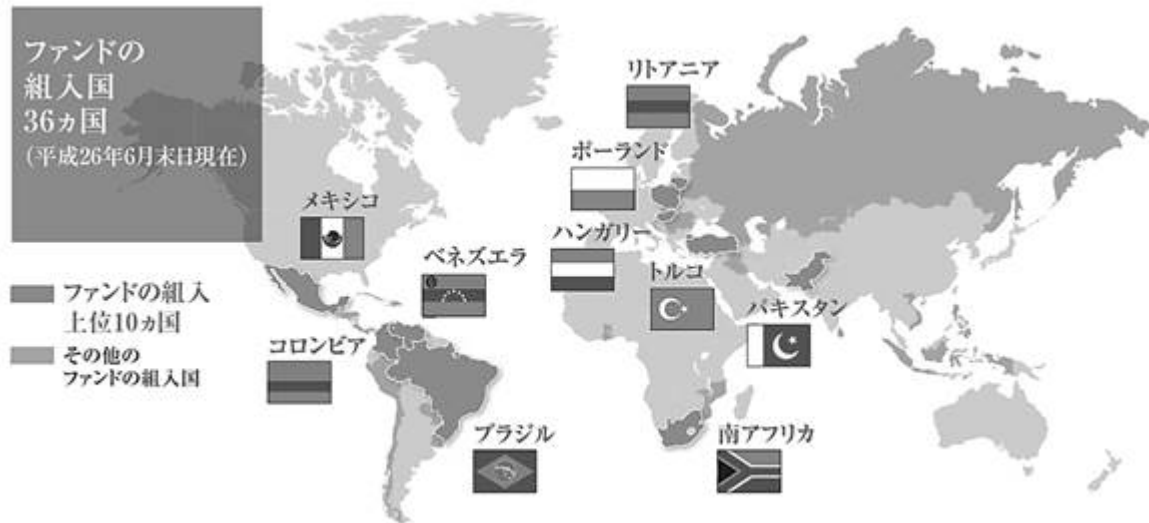 ファンドの
組入国
36ヵ国
(平成26年6月末日現在)
リトアニア
ポーランド
メキシコ
ハンガリー
ベネズエラ
トルコ
パキスタン
ファンドの組入
上位10ヵ国
その他の
ファンドの組入国
コロンビア
ブラジル
南アフリカ